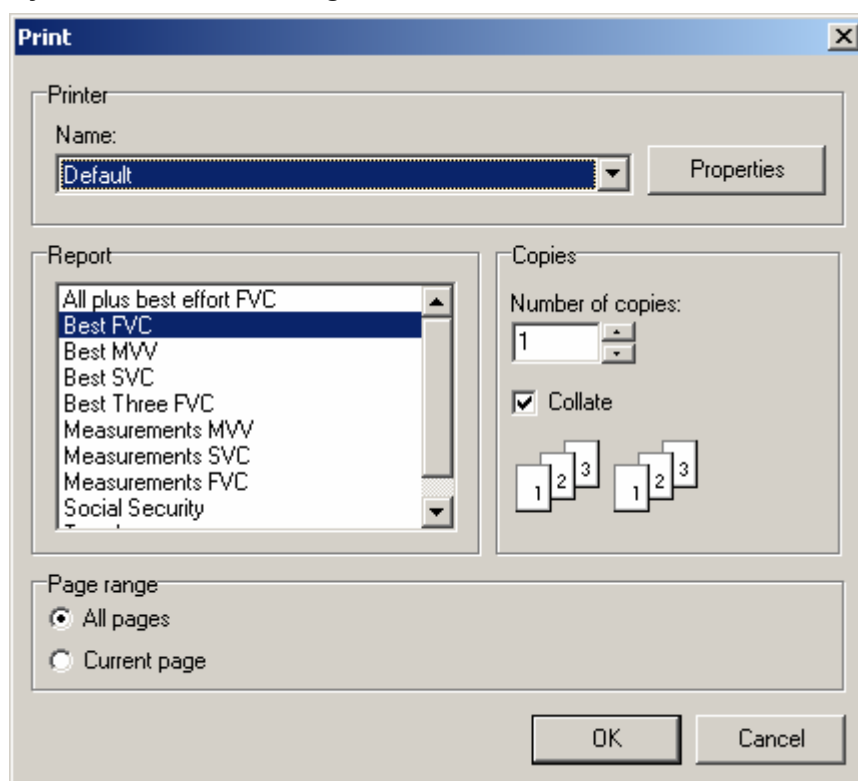 Print
Printer
Name:
Default
Properties
Report
All plus best effort FVC
Best FVC
Best MVV
Best SVC
Best Three FVC
Measurements MVV
Measurements SVC
Measurements FVC
Social Security
Copies
Number of copies:
1
Collate
1 2 3 1 2 3
Page range
All pages
Current page
OK Cancel